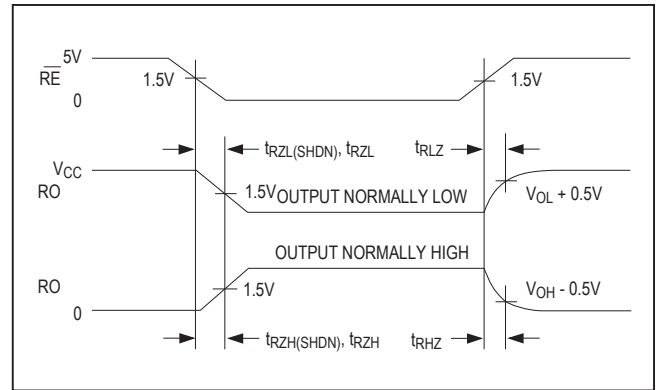 5V
RE
0
1.5V
1.5V
tRZL(SHDN), tRZL
tRLZ
VCC
RO
1.5V
OUTPUT NORMALLY LOW
VOL + 0.5V
OUTPUT NORMALLY HIGH
RO
0
1.5V
VOH - 0.5V
tRZH(SHDN), tRZH
tRHZ